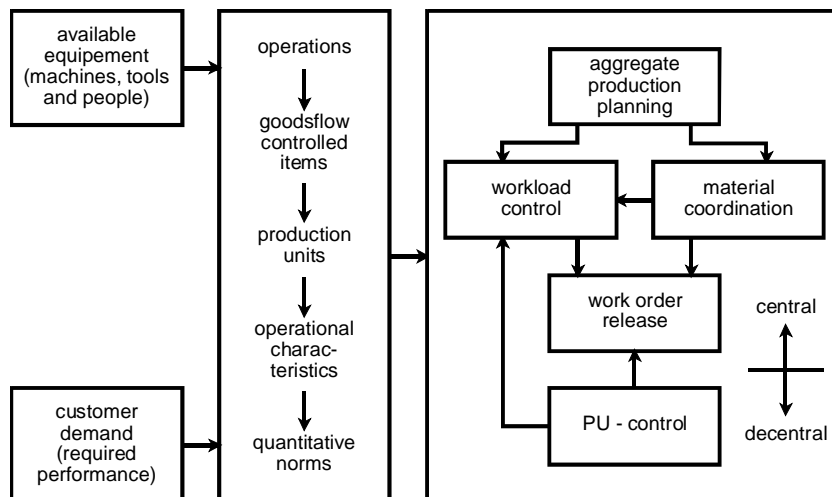 available
equipement
(machines, tools
and people)
customer
demand
(required
performance)
operations
goodsflow
controlled
items
production
units
operational
charac-
teristics
quantitative
norms
aggregate
production
planning
workload
control
material
coordination
work order
release
PU - control
central
decentral